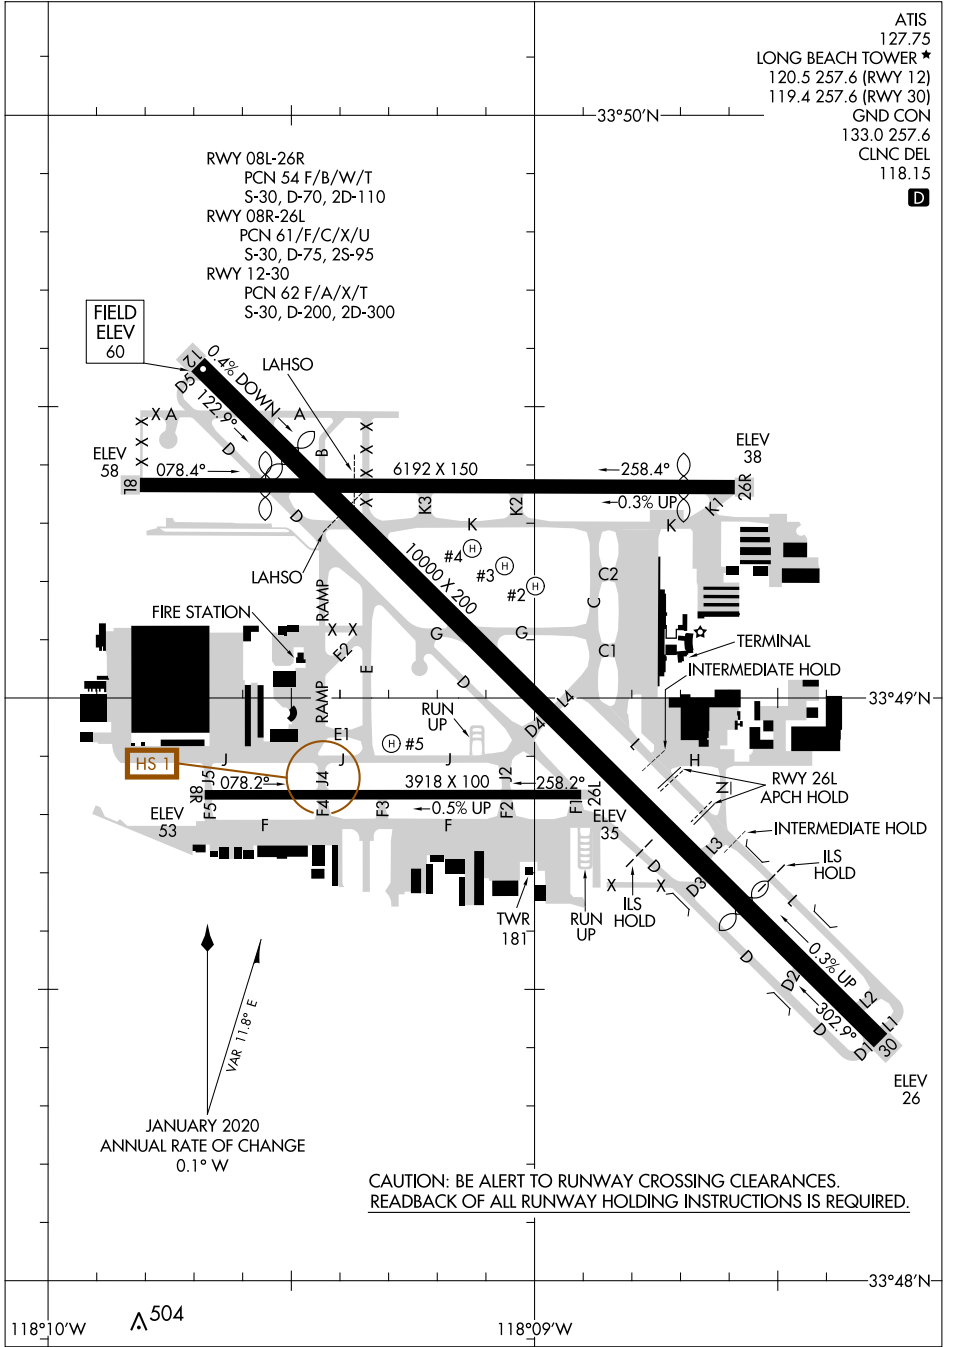 ATIS
127.75
LONG BEACH TOWER ★
120.5 257.6 (RWY 12)
119.4 257.6 (RWY 30)
GND CON
133.0 257.6
CLNC DEL
118.15
D
33°50'N
RWY 08L-26R
PCN 54 F/B/W/T
S-30, D-70, 2D-110
RWY 08R-26L
PCN 61/F/C/X/U
S-30, D-75, 2S-95
RWY 12-30
PCN 62 F/A/X/T
S-30, D-200, 2D-300
FIELD
ELEV
60
12
0.4% DOWN
LAHSO
D5
122.9°
X A
A
X
X
X
D
B
X
X
X
X
ELEV
58
8L
078.4°
6192 X 150
258.4°
0.3% UP
ELEV
38
26R
K1
K3
K2
K
K
D
LAHSO
10000 X 200
#4 H
#3 H
#2 H
C2
C
C1
RAMP
FIRE STATION
X X
E2
E
G
G
D
TERMINAL
INTERMEDIATE HOLD
33°49'N
RAMP
RUN
UP
L4
D4
L
E1
H #5
HS 1
J
J
J
H
J5
J4
J2
8R
078.2°
3918 X 100
258.2°
26L
0.5% UP
RWY 26L
APCH HOLD
N
ELEV
53
F5
F4
F3
F2
F1
F
F
ELEV
35
INTERMEDIATE HOLD
L3
ILS
HOLD
D
D3
X
X
ILS
HOLD
RUN
UP
TWR
181
L
0.3% UP
D
D2
302.9°
L2
L1
D
D1
30
ELEV
26
VAR 11.8° E
JANUARY 2020
ANNUAL RATE OF CHANGE
0.1° W
CAUTION: BE ALERT TO RUNWAY CROSSING CLEARANCES.
READBACK OF ALL RUNWAY HOLDING INSTRUCTIONS IS REQUIRED.
33°48'N
504
118°10'W
118°09'W